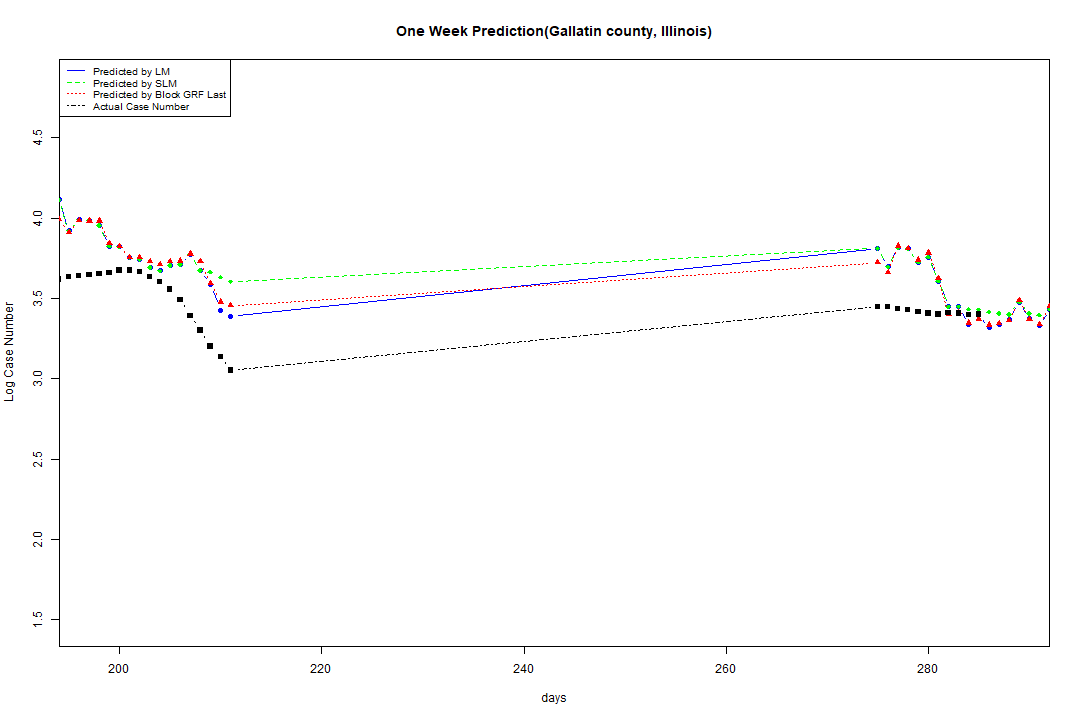 One Week Prediction(Gallatin county, Illinois)
Predicted by LM
Predicted by SLM
Predicted by Block GRF Last
Actual Case Number
Log Case Number
4.5
4.0
3.5
3.0
2.5
2.0
1.5
200 220 240 260 280
days